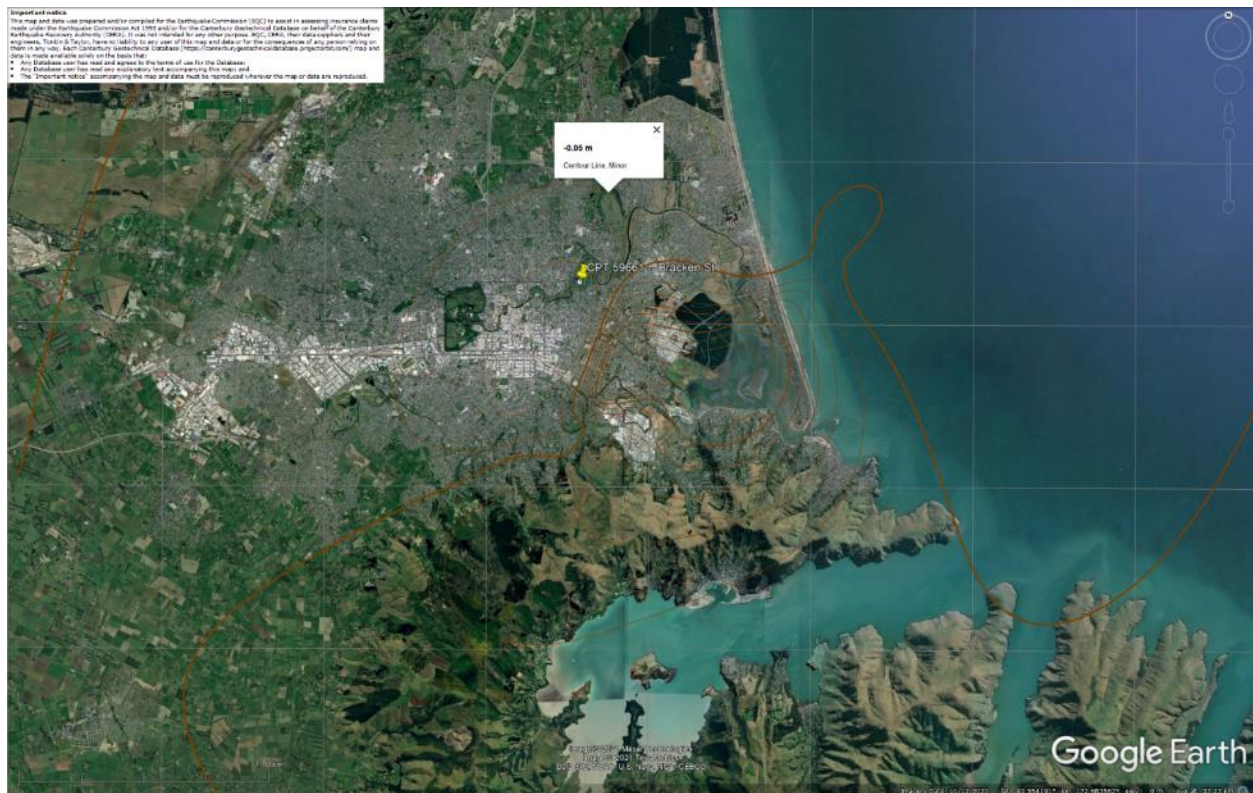 Important notice
This map and data was prepared and/or compiled for the Earthquake Commission (EQC) to assist in assessing insurance claims
made under the Earthquake Commission Act 1993 and/or for the Canterbury Geotechnical Database on behalf of the Canterbury
Earthquake Recovery Authority (CERA). It was not intended for any other purpose. EQC, CERA, their data suppliers and their
engineers, Tonkin & Taylor, have no liability to any user of this map and data or for the consequences of any person relying on
them in any way. Each Canterbury Geotechnical Database (https://canterburygeotechnicaldatabase.projectorbit.com/) map and
data is made available solely on the basis that:
• Any Database user has read and agrees to the terms of use for the Database;
• Any Database user has read any explanatory text accompanying this map; and
• The "Important notice" accompanying the map and data must be reproduced wherever the map or data are reproduced.
-0.05 m
Contour Line, Minor
CPT 59661 - Bracken St
Google Earth